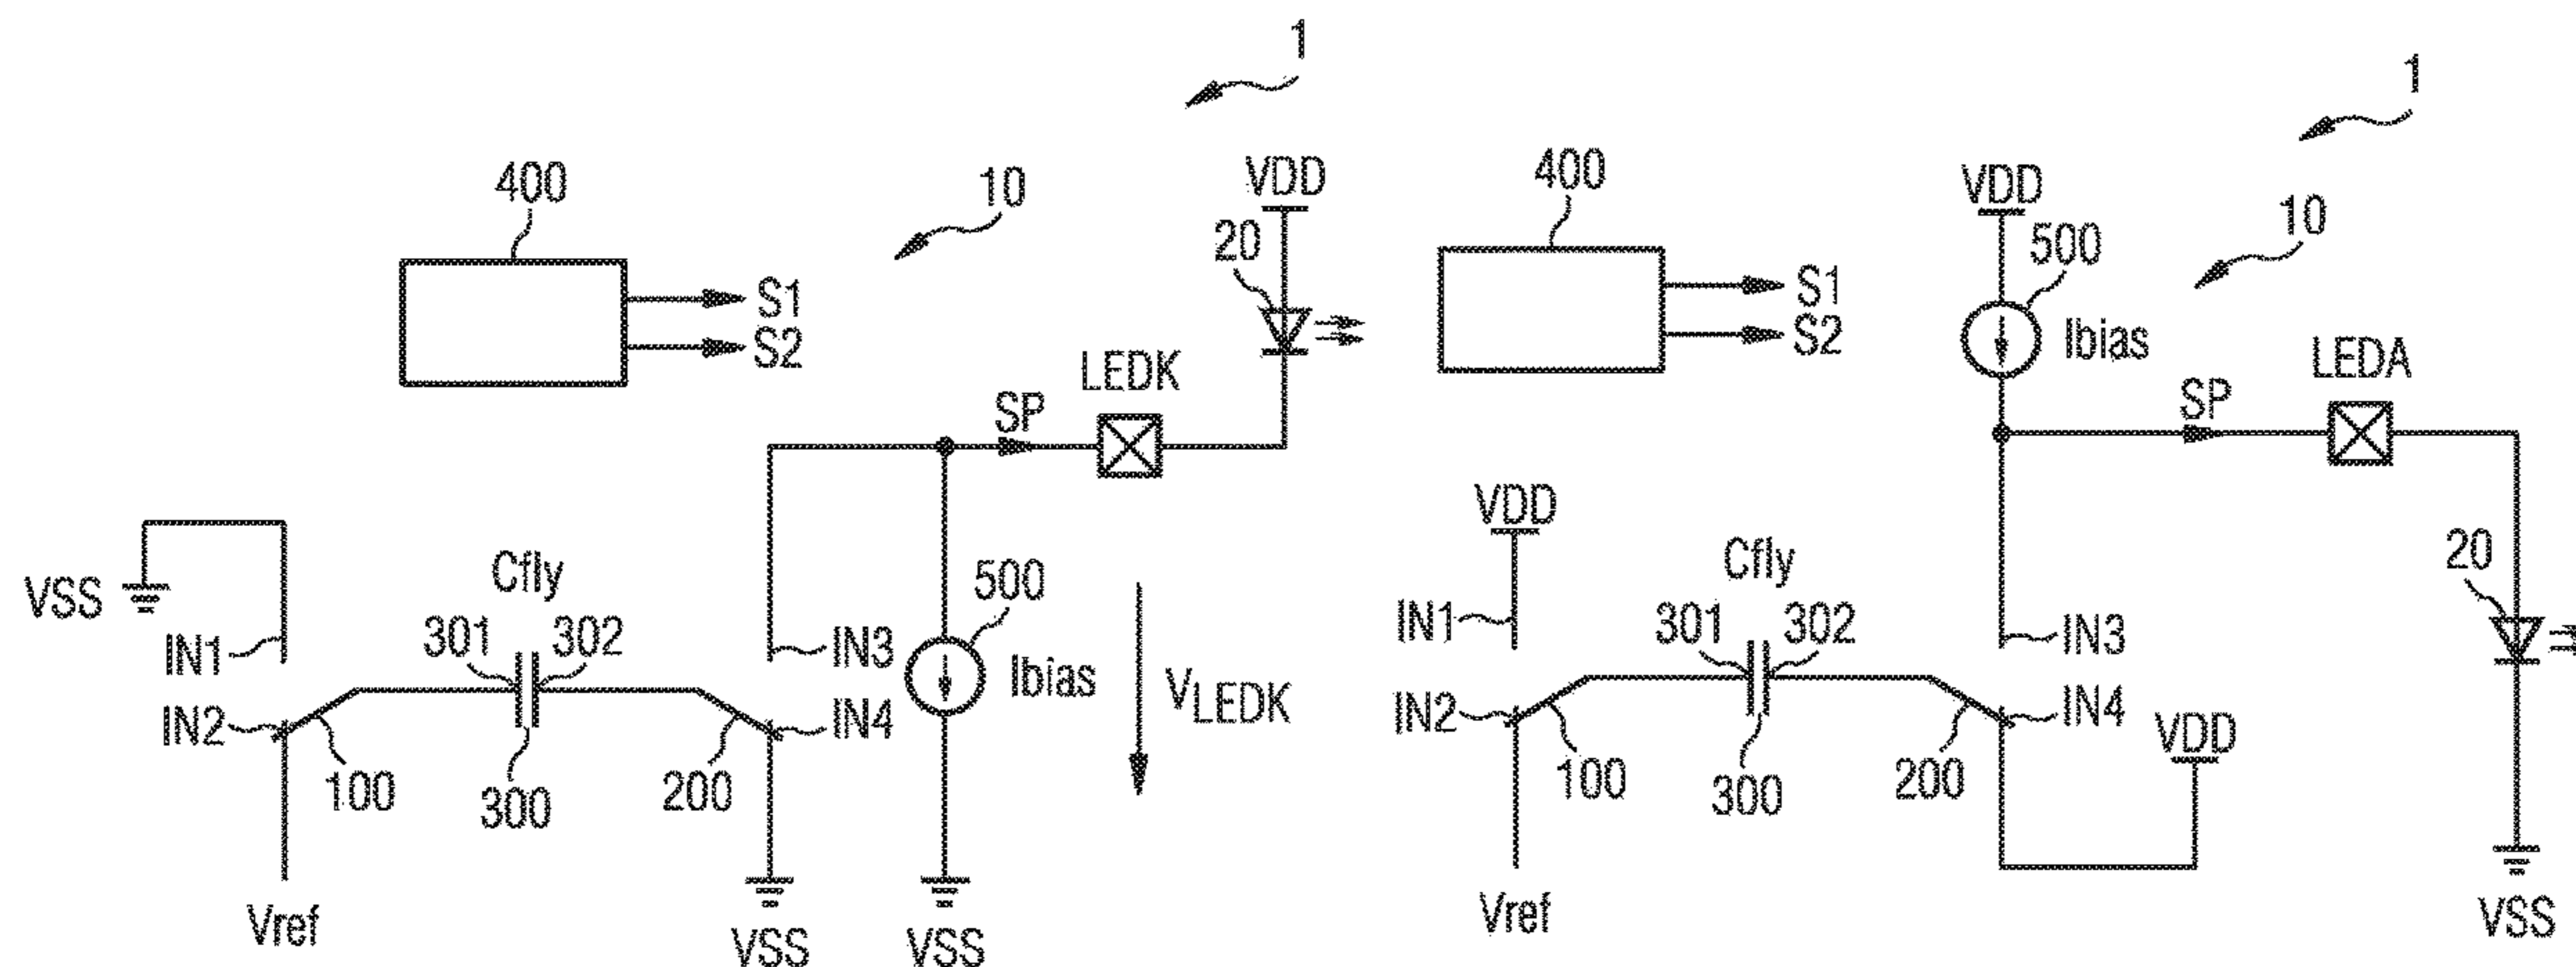 1
400
10
VDD
20
S1
S2
LEDK
SP
VSS
Cfly
500
301
302
IN1
IN3
Ibias
VLEDK
IN2
IN4
100
300
200
Vref
VSS
VSS
1
400
VDD
10
500
S1
S2
Ibias
LEDA
SP
VDD
Cfly
20
IN1
301
302
IN3
IN2
IN4
VDD
100
300
200
Vref
VSS